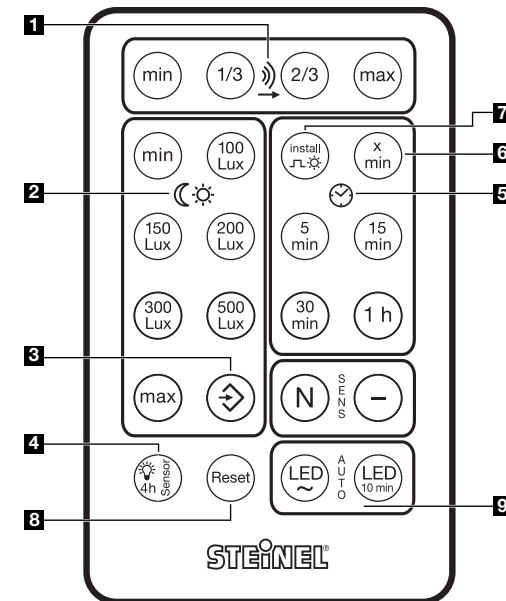 1
min 1/3 2/3 max
7
install
x min
6
min
100 Lux
2
5
150 Lux
200 Lux
5 min
15 min
300 Lux
500 Lux
30 min
1 h
3
max
N
SENS
–
4
4h Sensor
Reset
LED ~
AUTO
LED 10 min
8
9
STEINEL®